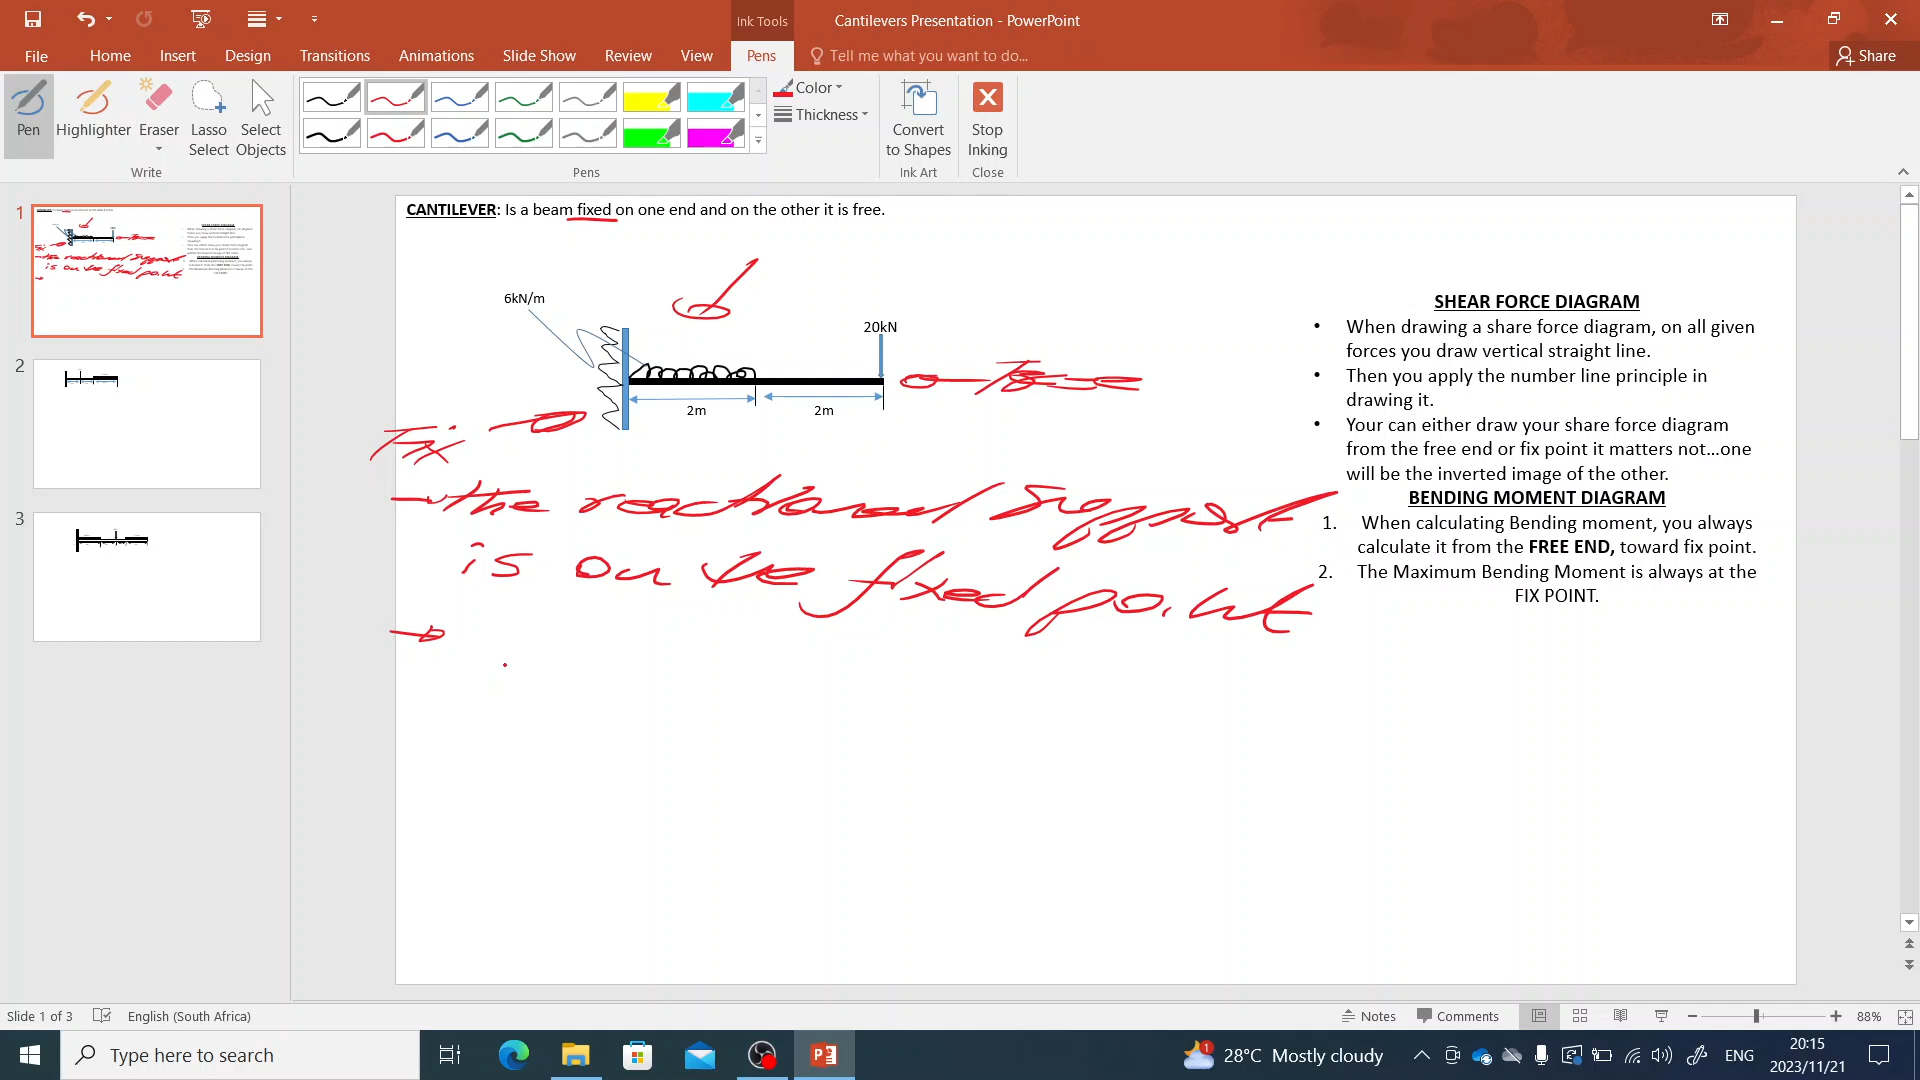 Ink Tools
Cantilevers Presentation - PowerPoint
File Home Insert Design Transitions Animations Slide Show Review View Pens Tell me what you want to do... Share
Pen Highlighter Eraser Lasso Select Select Objects
Color
Thickness
Convert to Shapes
Stop Inking
Write Pens Ink Art Close
1
2
3
CANTILEVER: Is a beam fixed on one end and on the other it is free.
6kN/m
20kN
2m 2m
Fix
the reactional support
is on the fixed point
SHEAR FORCE DIAGRAM
• When drawing a share force diagram, on all given
forces you draw vertical straight line.
• Then you apply the number line principle in
drawing it.
• Your can either draw your share force diagram
from the free end or fix point it matters not...one
will be the inverted image of the other.
BENDING MOMENT DIAGRAM
1. When calculating Bending moment, you always
calculate it from the FREE END, toward fix point.
2. The Maximum Bending Moment is always at the
FIX POINT.
Slide 1 of 3 English (South Africa) Notes Comments 88%
Type here to search
28°C Mostly cloudy
ENG
20:15
2023/11/21